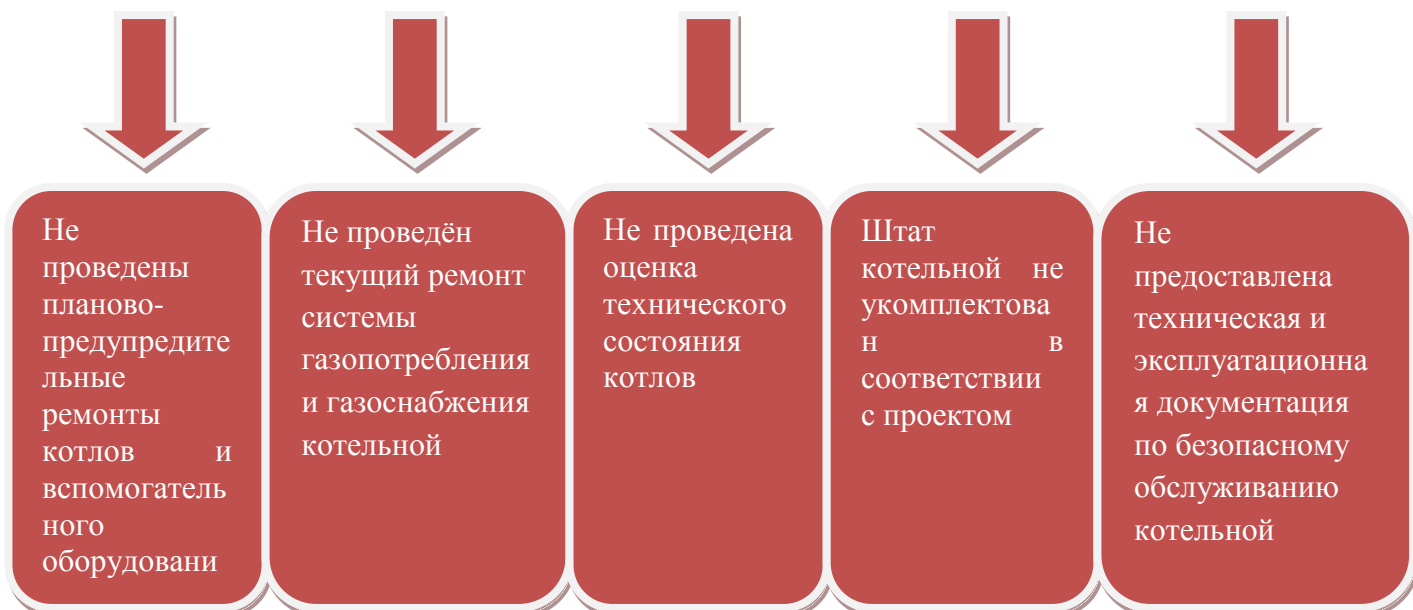 Не
проведены
планово-
предупредите
льные
ремонты
котлов и
вспомогатель
ного
оборудовани
Не проведён
текущий ремонт
системы
газопотребления
и газоснабжения
котельной
Не проведена
оценка
технического
состояния
котлов
Штат
котельной не
укомплектова
н в
соответствии
с проектом
Не
предоставлена
техническая и
эксплуатационна
я документация
по безопасному
обслуживанию
котельной